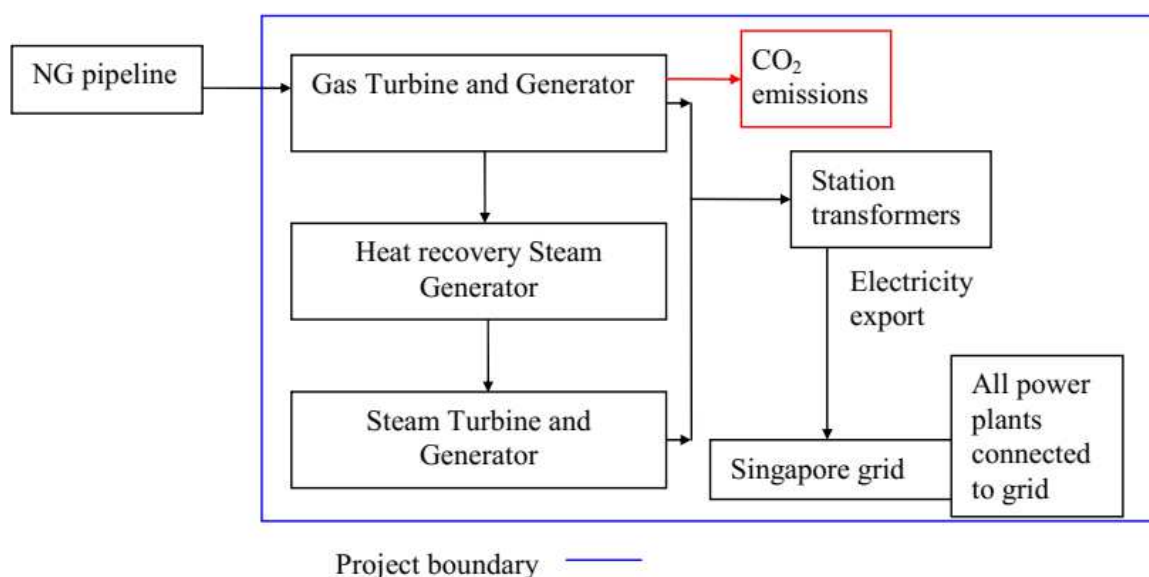 NG pipeline
Gas Turbine and Generator
CO₂
emissions
Station
transformers
Heat recovery Steam
Generator
Electricity
export
Steam Turbine and
Generator
All power
plants
connected
to grid
Singapore grid
Project boundary